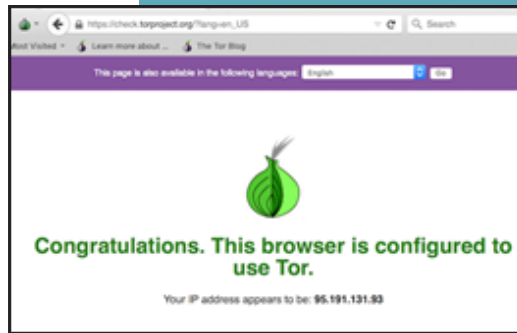 https://check.torproject.org/?lang=en_US
Search
Most Visited
Learn more about ...
The Tor Blog
This page is also available in the following languages:
English
Go
Congratulations. This browser is configured to
use Tor.
Your IP address appears to be: 95.191.131.93